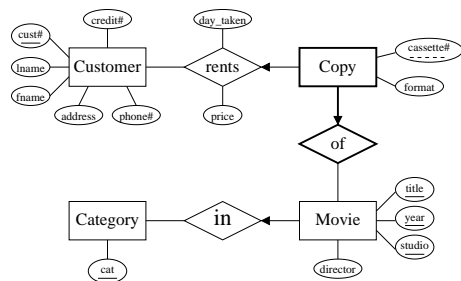 credit#
day_taken
cust#
cassette#
lname
Customer
rents
Copy
fname
format
address
phone#
price
of
title
Category
in
Movie
year
studio
cat
director